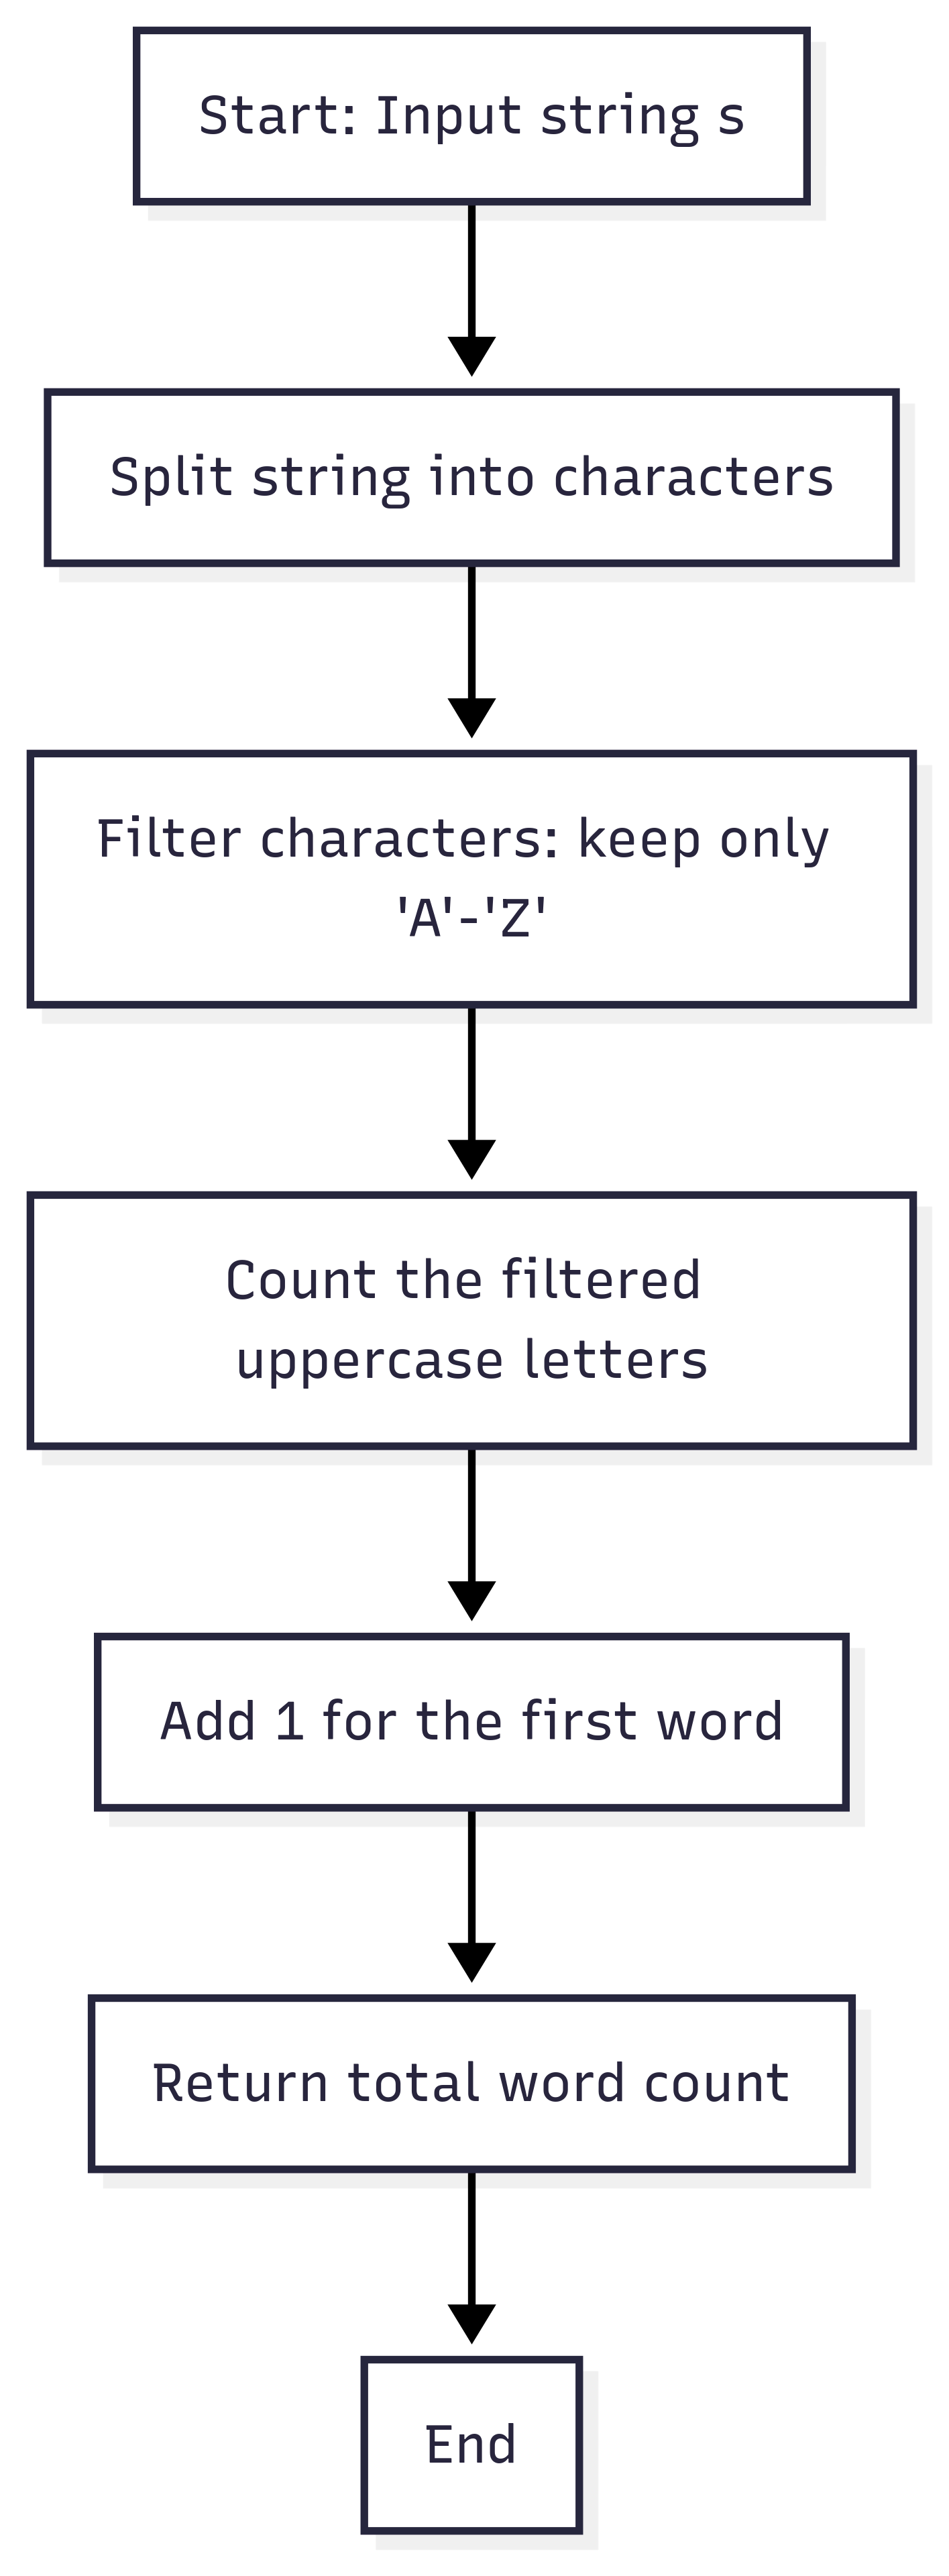 Start: Input string s
Split string into characters
Filter characters: keep only
'A'-'Z'
Count the filtered
uppercase letters
Add 1 for the first word
Return total word count
End